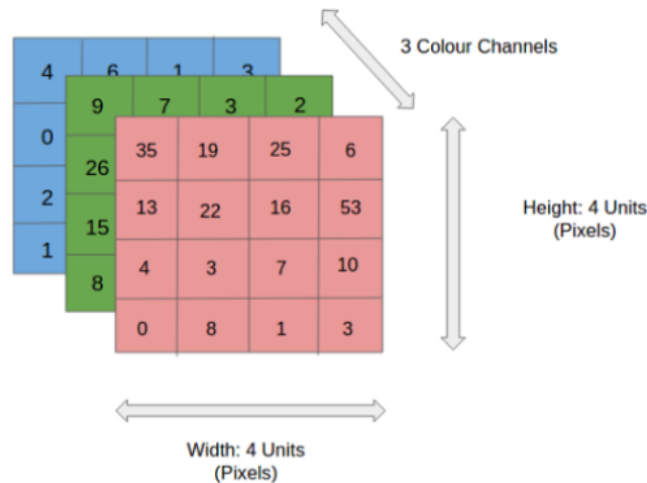 3 Colour Channels
4 6 1 3
9 7 3 2
0
35 19 25 6
26
2
13 22 16 53
Height: 4 Units
(Pixels)
15
1
4 3 7 10
8
0 8 1 3
Width: 4 Units
(Pixels)